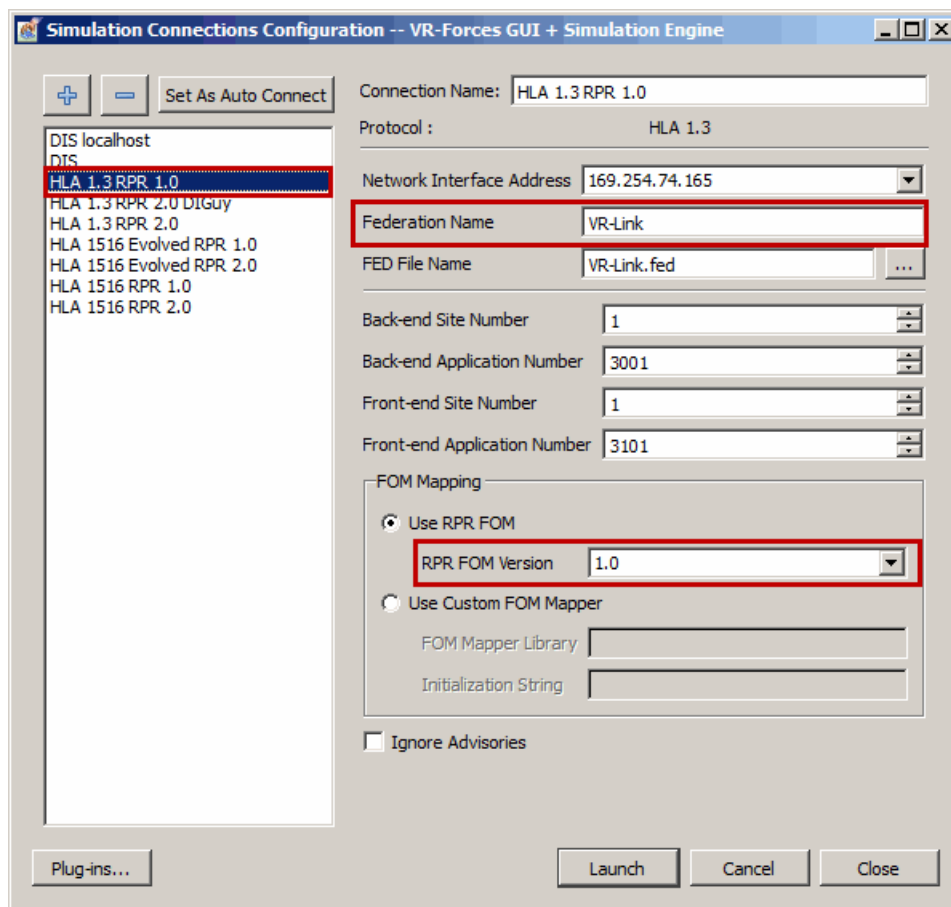 Simulation Connections Configuration -- VR-Forces GUI + Simulation Engine
Set As Auto Connect
DIS localhost
DIS
HLA 1.3 RPR 1.0
HLA 1.3 RPR 2.0 DIGuy
HLA 1.3 RPR 2.0
HLA 1516 Evolved RPR 1.0
HLA 1516 Evolved RPR 2.0
HLA 1516 RPR 1.0
HLA 1516 RPR 2.0
Connection Name: HLA 1.3 RPR 1.0
Protocol : HLA 1.3
Network Interface Address 169.254.74.165
Federation Name VR-Link
FED File Name VR-Link.fed ...
Back-end Site Number 1
Back-end Application Number 3001
Front-end Site Number 1
Front-end Application Number 3101
FOM Mapping
Use RPR FOM
RPR FOM Version 1.0
Use Custom FOM Mapper
FOM Mapper Library
Initialization String
Ignore Advisories
Plug-ins... Launch Cancel Close